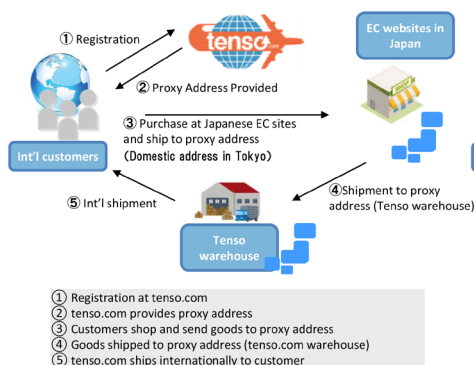 ① Registration
tenso
.com
EC websites in
Japan
② Proxy Address Provided
SHOP
③ Purchase at Japanese EC sites
and ship to proxy address
(Domestic address in Tokyo)
Int'l customers
④Shipment to proxy
address (Tenso warehouse)
⑤ Int'l shipment
Tenso
warehouse
① Registration at tenso.com
② tenso.com provides proxy address
③ Customers shop and send goods to proxy address
④ Goods shipped to proxy address (tenso.com warehouse)
⑤ tenso.com ships internationally to customer